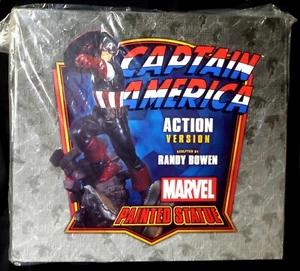 CAPTAIN
AMERICA
ACTION
VERSION
SCULPTED BY
RANDY BOWEN
MARVEL
PAINTED STATUE